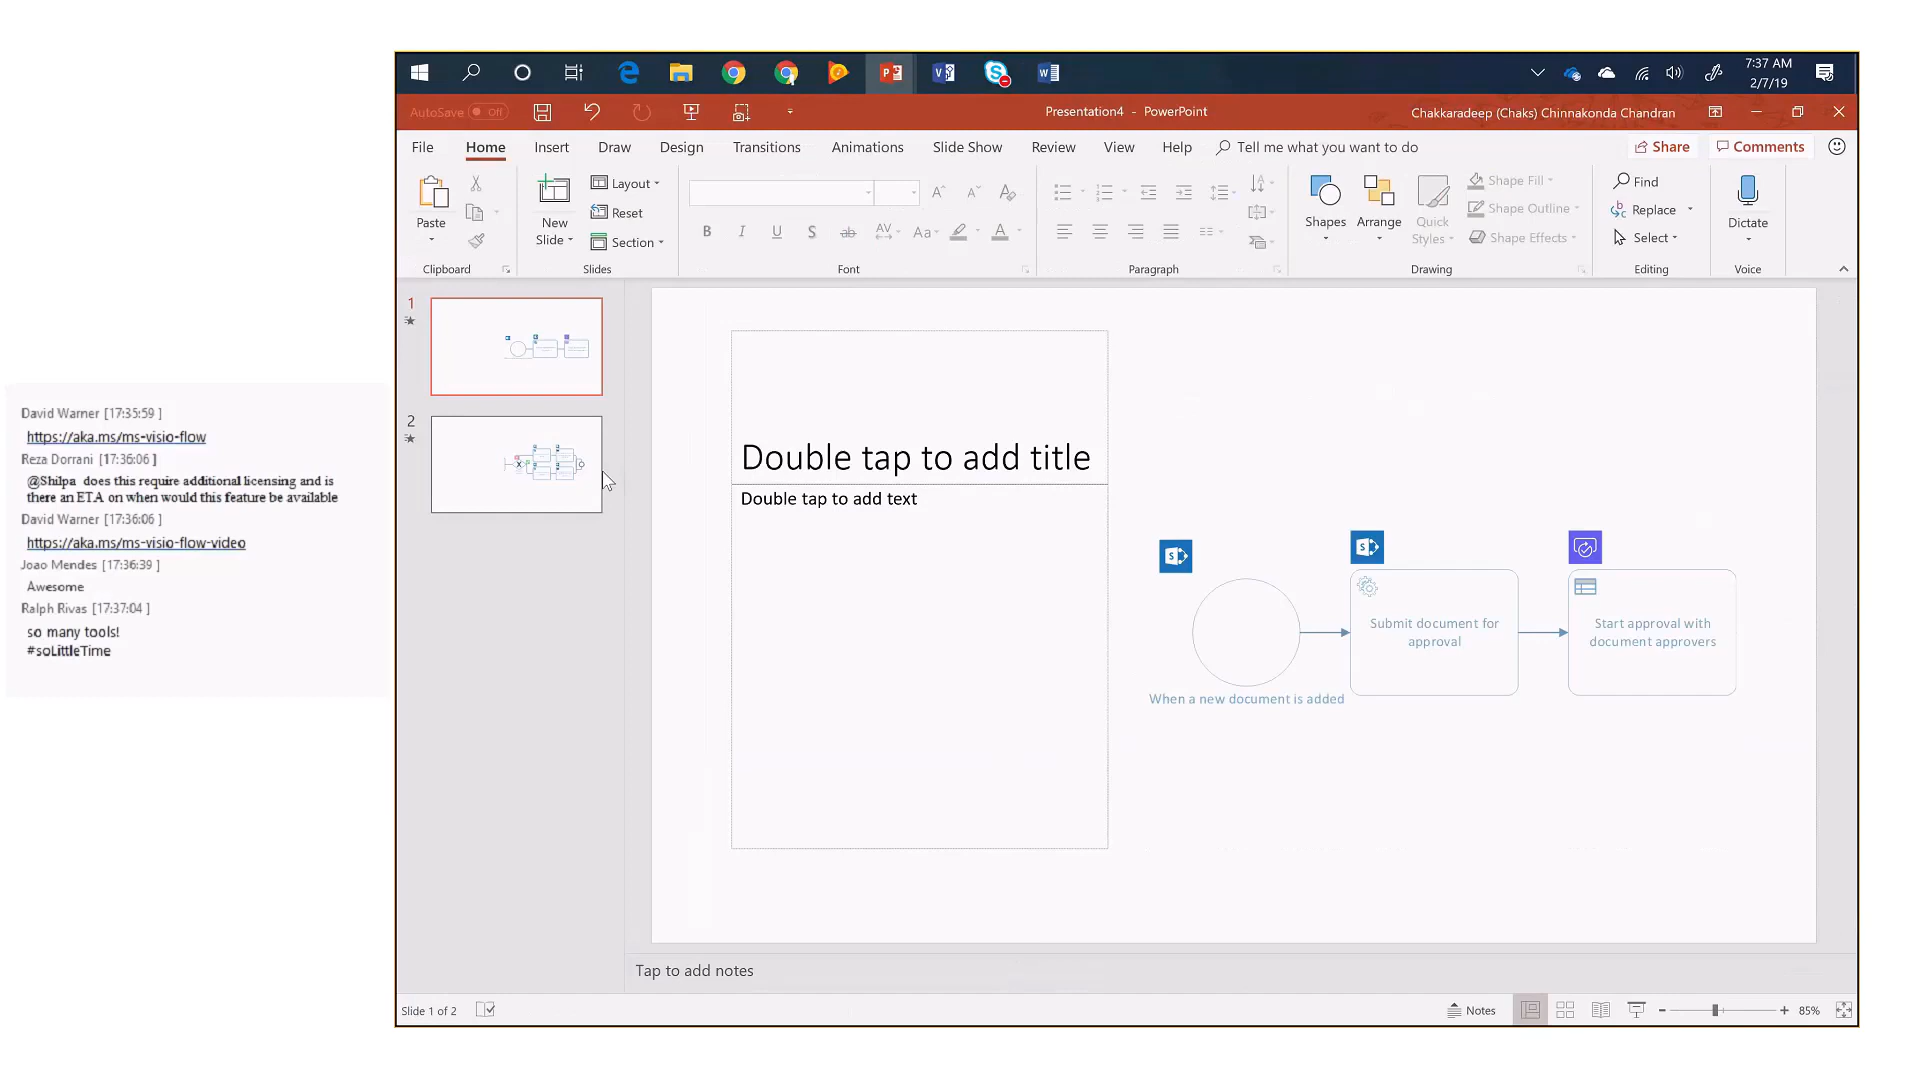 David Warner [17:35:59 ]
https://aka.ms/ms-visio-flow
Reza Dorrani [17:36:06 ]
@Shilpa does this require additional licensing and is
there an ETA on when would this feature be available
David Warner [17:36:06 ]
https://aka.ms/ms-visio-flow-video
Joao Mendes [17:36:39 ]
Awesome
Ralph Rivas [17:37:04 ]
so many tools!
#soLittleTime
7:37 AM
2/7/19
AutoSave Off
Presentation4 - PowerPoint
Chakkaradeep (Chaks) Chinnakonda Chandran
File Home Insert Draw Design Transitions Animations Slide Show Review View Help Tell me what you want to do
Share Comments
Paste
Clipboard
New
Slide
Layout
Reset
Section
Slides
B I U S ab AV Aa A
Font
Paragraph
Shapes
Arrange
Quick
Styles
Shape Fill
Shape Outline
Shape Effects
Drawing
Find
Replace
Select
Editing
Dictate
Voice
1
2
Double tap to add title
Double tap to add text
When a new document is added
Submit document for
approval
Start approval with
document approvers
Tap to add notes
Slide 1 of 2
Notes
85%